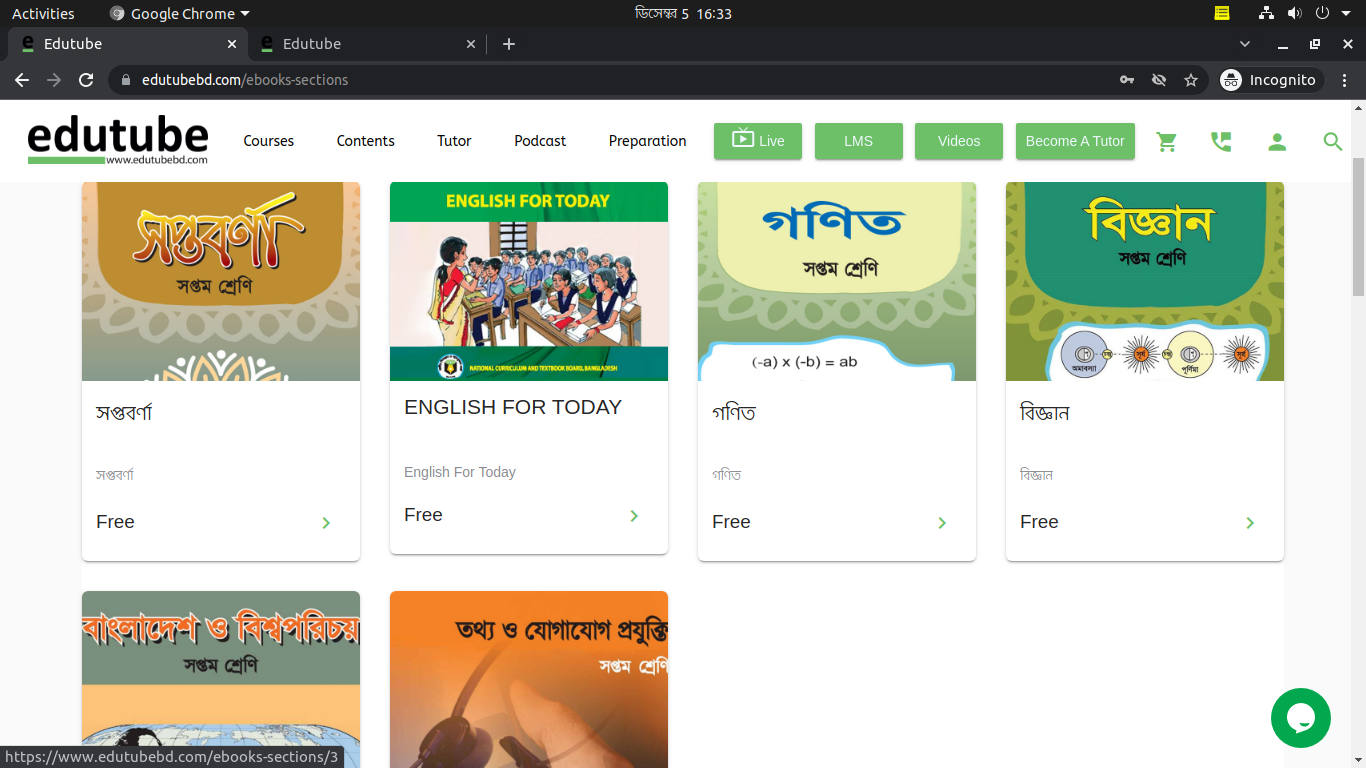 Activities Google Chrome ডিসেম্বর 5 16:33
Edutube Edutube
edutubebd.com/ebooks-sections Incognito
edutube
www.edutubebd.com
Courses Contents Tutor Podcast Preparation Live LMS Videos Become A Tutor
সপ্তবর্ণা
সপ্তম শ্রেণি
ENGLISH FOR TODAY
NATIONAL CURRICULUM AND TEXTBOOK BOARD, BANGLADESH
গণিত
সপ্তম শ্রেণি
(-a) x (-b) = ab
বিজ্ঞান
সপ্তম শ্রেণি
চন্দ্র সূর্য চন্দ্র সূর্য
অমাবস্যা পূর্ণিমা
সপ্তবর্ণা
সপ্তবর্ণা
Free
ENGLISH FOR TODAY
English For Today
Free
গণিত
গণিত
Free
বিজ্ঞান
বিজ্ঞান
Free
বাংলাদেশ ও বিশ্বপরিচয়
সপ্তম শ্রেণি
তথ্য ও যোগাযোগ প্রযুক্তি
সপ্তম শ্রেণি
https://www.edutubebd.com/ebooks-sections/3